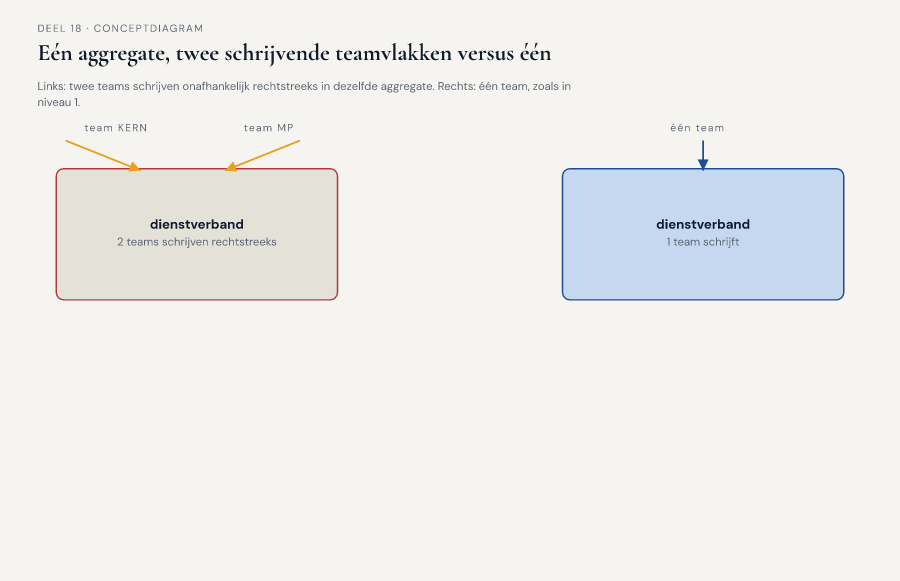 DEEL 18 · CONCEPTDIAGRAM
Eén aggregate, twee schrijvende teamvlakken versus één
Links: twee teams schrijven onafhankelijk rechtstreeks in dezelfde aggregate. Rechts: één team, zoals in
niveau 1.
team KERN
team MP
één team
dienstverband
2 teams schrijven rechtstreeks
dienstverband
1 team schrijft